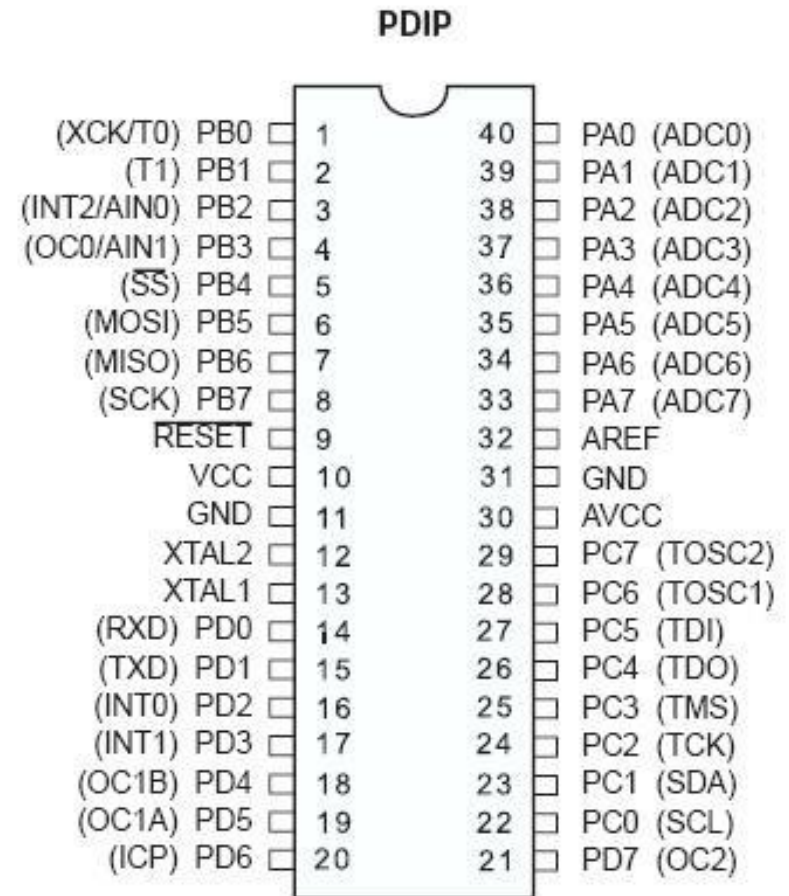 PDIP
(XCK/T0) PB0 1 40 PA0 (ADC0)
(T1) PB1 2 39 PA1 (ADC1)
(INT2/AIN0) PB2 3 38 PA2 (ADC2)
(OC0/AIN1) PB3 4 37 PA3 (ADC3)
(S̅S̅) PB4 5 36 PA4 (ADC4)
(MOSI) PB5 6 35 PA5 (ADC5)
(MISO) PB6 7 34 PA6 (ADC6)
(SCK) PB7 8 33 PA7 (ADC7)
R̅E̅S̅E̅T̅ 9 32 AREF
VCC 10 31 GND
GND 11 30 AVCC
XTAL2 12 29 PC7 (TOSC2)
XTAL1 13 28 PC6 (TOSC1)
(RXD) PD0 14 27 PC5 (TDI)
(TXD) PD1 15 26 PC4 (TDO)
(INT0) PD2 16 25 PC3 (TMS)
(INT1) PD3 17 24 PC2 (TCK)
(OC1B) PD4 18 23 PC1 (SDA)
(OC1A) PD5 19 22 PC0 (SCL)
(ICP) PD6 20 21 PD7 (OC2)